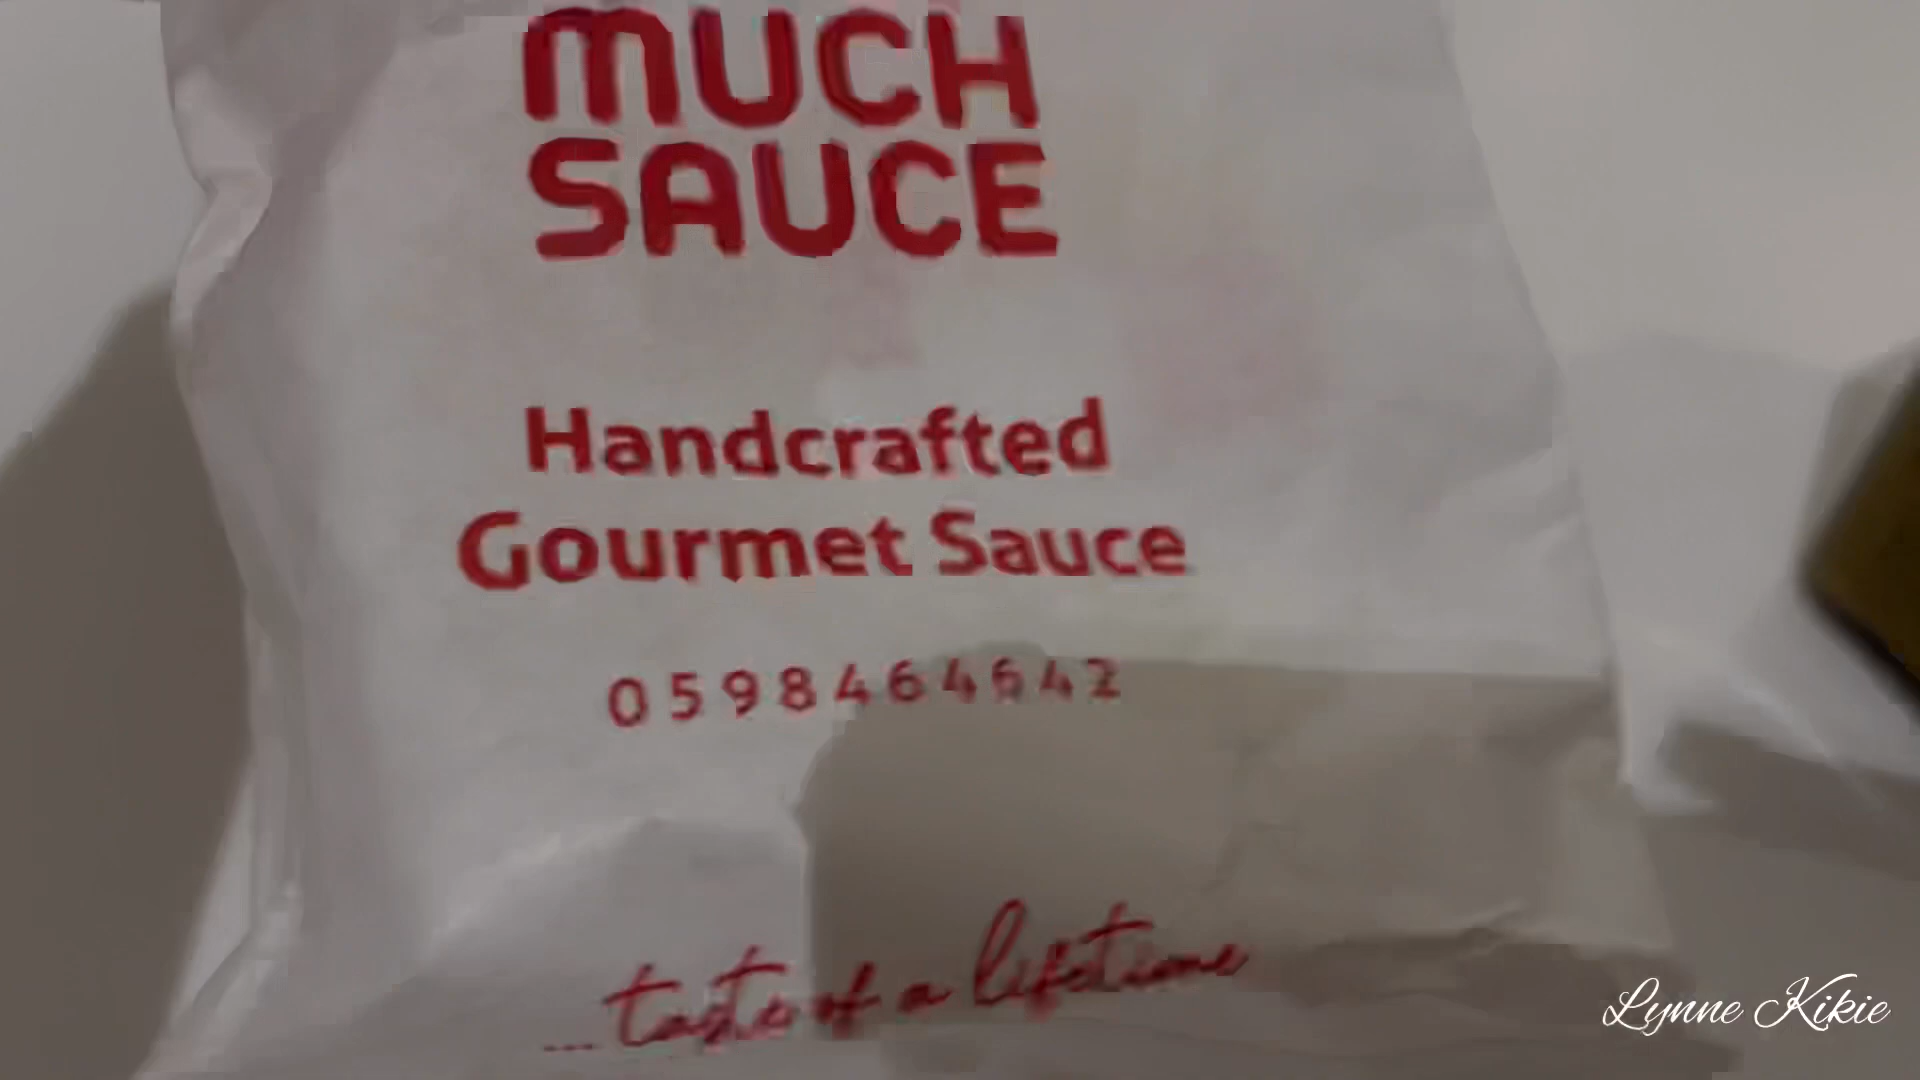 MUCH
SAUCE
Handcrafted
Gourmet Sauce
0598464642
... taste of a lifetime
Lynne Kikie